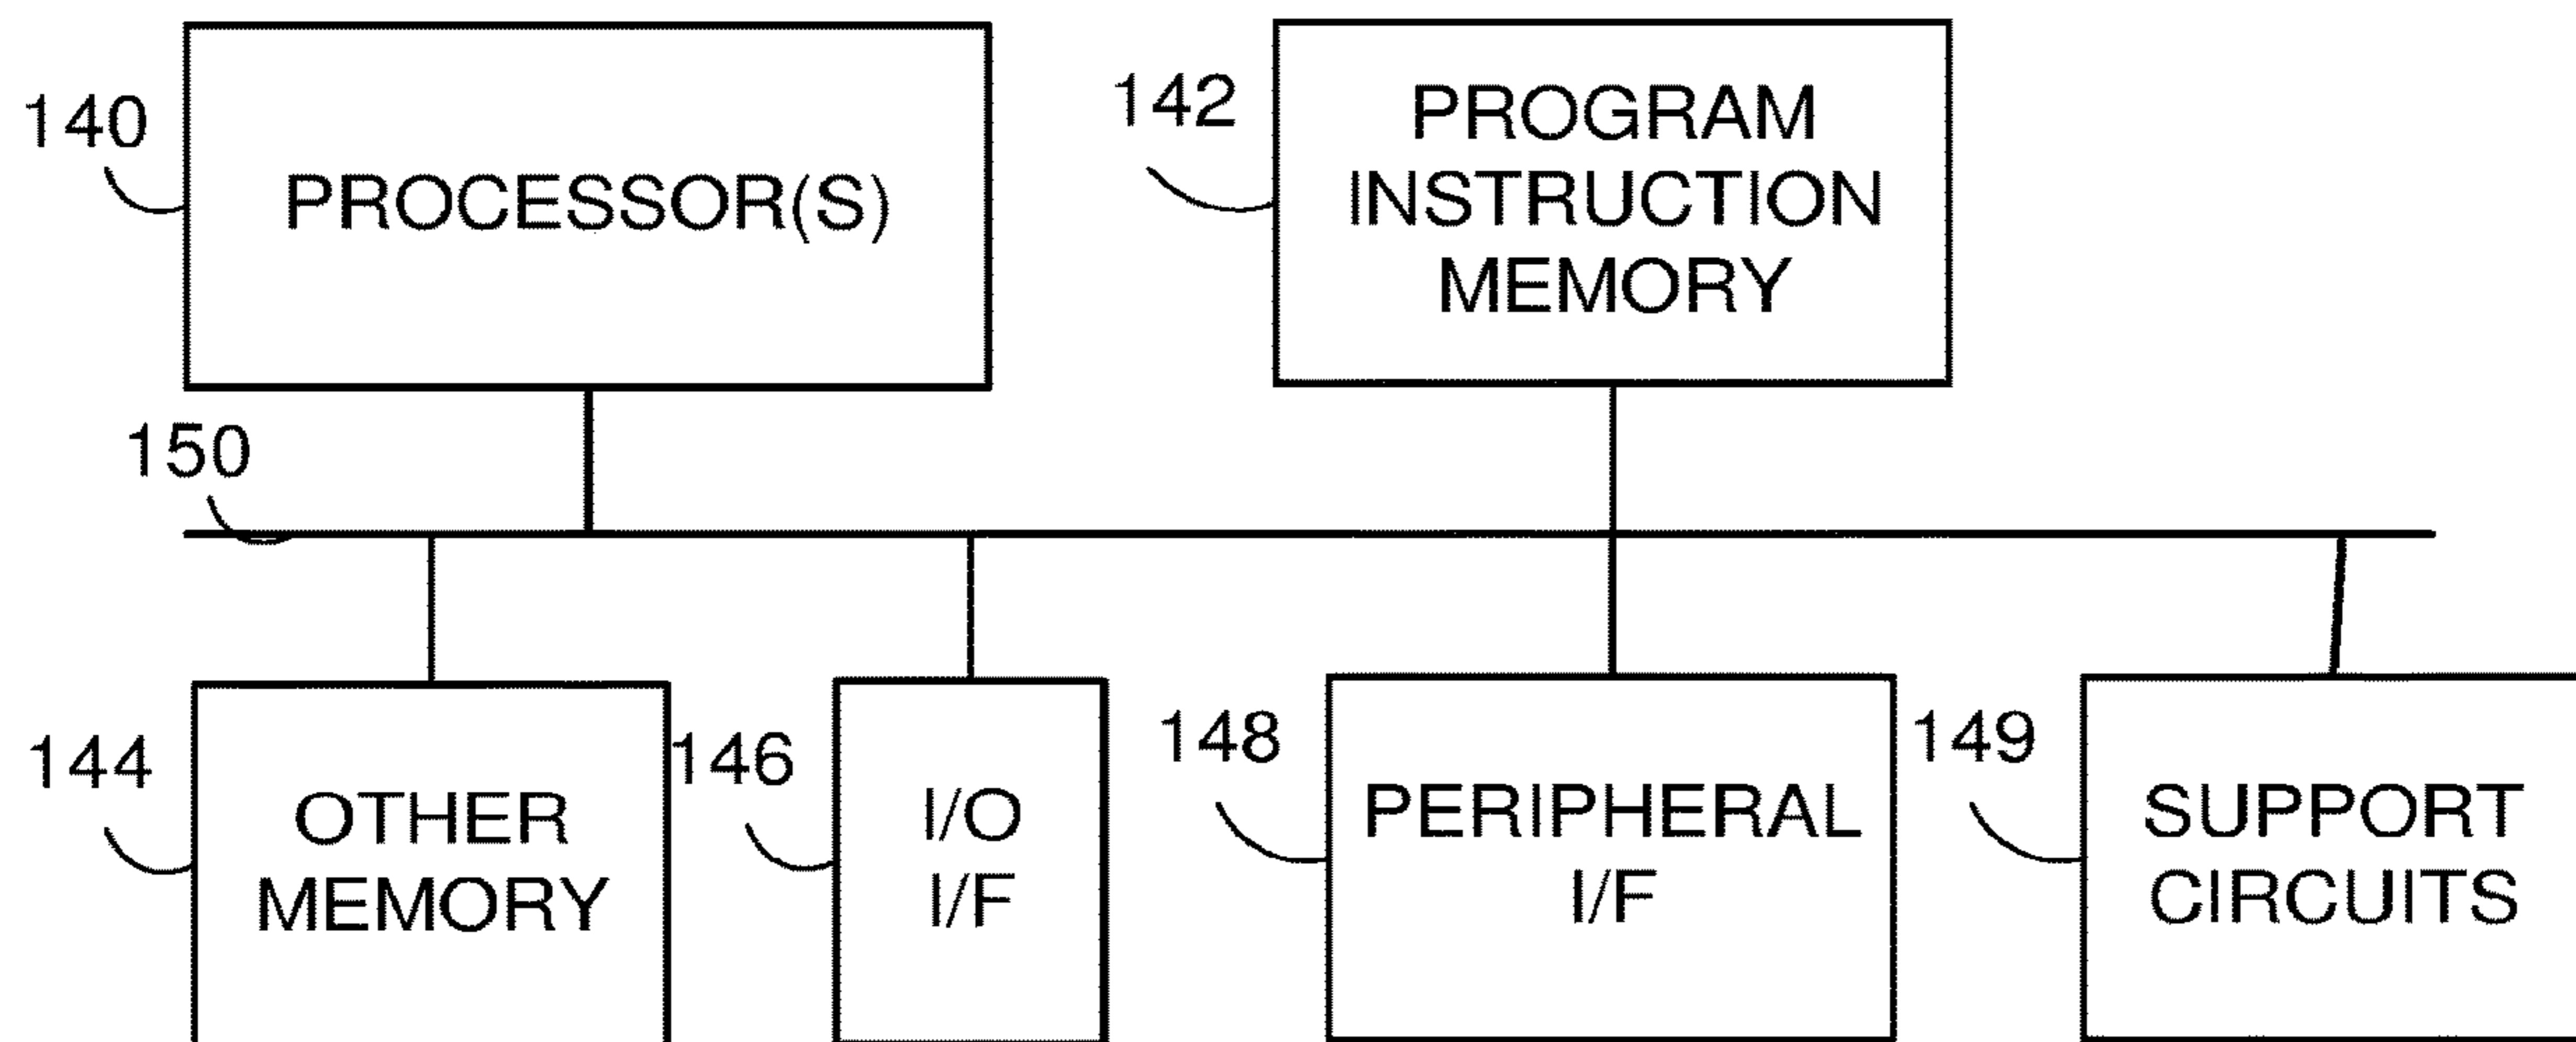 140
PROCESSOR(S)
142
PROGRAM
INSTRUCTION
MEMORY
150
144
OTHER
MEMORY
146
I/O
I/F
148
PERIPHERAL
I/F
149
SUPPORT
CIRCUITS